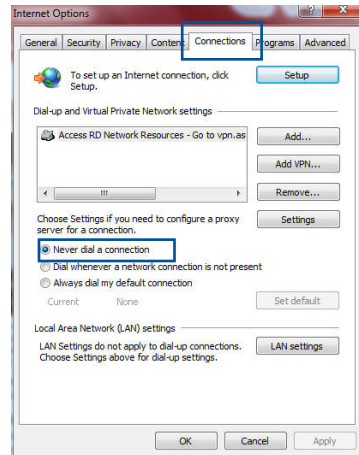 Internet Options
General Security Privacy Content Connections Programs Advanced
To set up an Internet connection, click
Setup.
Setup
Dial-up and Virtual Private Network settings
Access RD Network Resources - Go to vpn.as
Add...
Add VPN...
Remove...
Choose Settings if you need to configure a proxy
server for a connection.
Settings
Never dial a connection
Dial whenever a network connection is not present
Always dial my default connection
Current None
Set default
Local Area Network (LAN) settings
LAN Settings do not apply to dial-up connections.
Choose Settings above for dial-up settings.
LAN settings
OK Cancel Apply